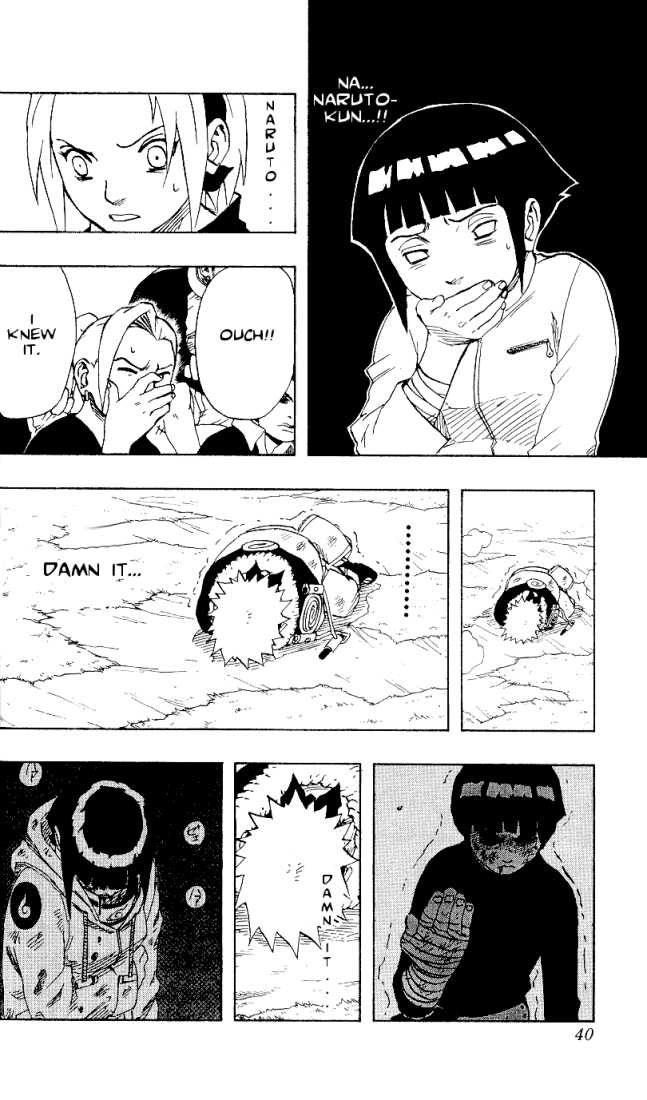 NA...
NARUTO-
KUN...!!
NARUTO...
OUCH!!
I
KNEW
IT.
.........
DAMN IT...
DAMN IT...
40